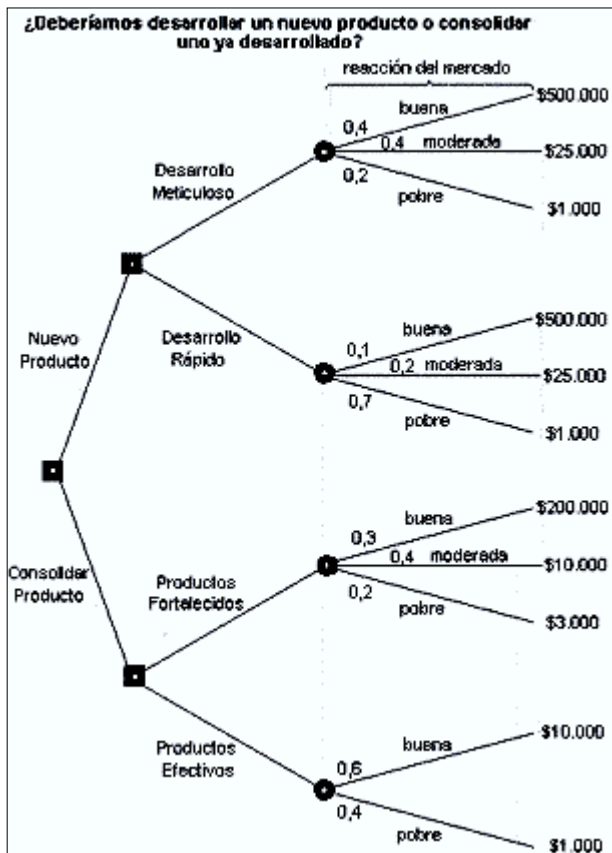 ¿Deberíamos desarrollar un nuevo producto o consolidar
uno ya desarrollado?
reacción del mercado
buena
$500.000
0,4
0,4
moderada
$25.000
0,2
pobre
$1.000
Desarrollo
Meticuloso
Nuevo
Producto
Desarrollo
Rápido
buena
$500.000
0,1
0,2
moderada
$25.000
0,7
pobre
$1.000
Consolidar
Producto
Productos
Fortalecidos
buena
$200.000
0,3
0,4
moderada
$10.000
0,2
pobre
$3.000
Productos
Efectivos
buena
$10.000
0,6
0,4
pobre
$1.000